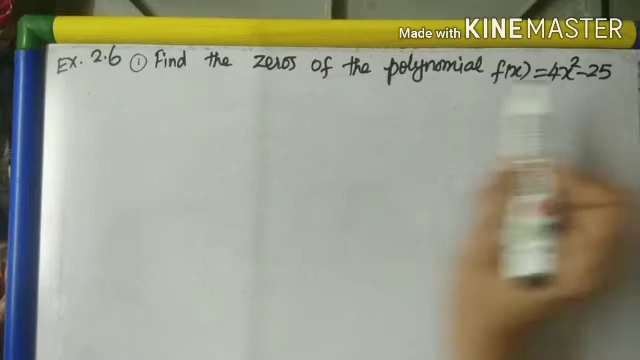 Made with KINEMASTER
Ex. 2.6 ① Find the zeros of the polynomial f(x) = 4x² - 25